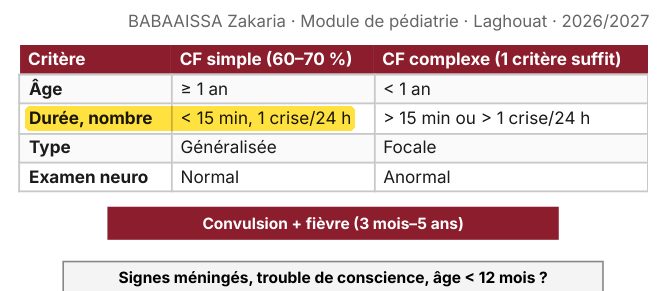 BABAAISSA Zakaria · Module de pédiatrie · Laghouat · 2026/2027
Critère CF simple (60–70 %) CF complexe (1 critère suffit)
Âge ≥ 1 an < 1 an
Durée, nombre < 15 min, 1 crise/24 h > 15 min ou > 1 crise/24 h
Type Généralisée Focale
Examen neuro Normal Anormal
Convulsion + fièvre (3 mois–5 ans)
Signes méningés, trouble de conscience, âge < 12 mois ?